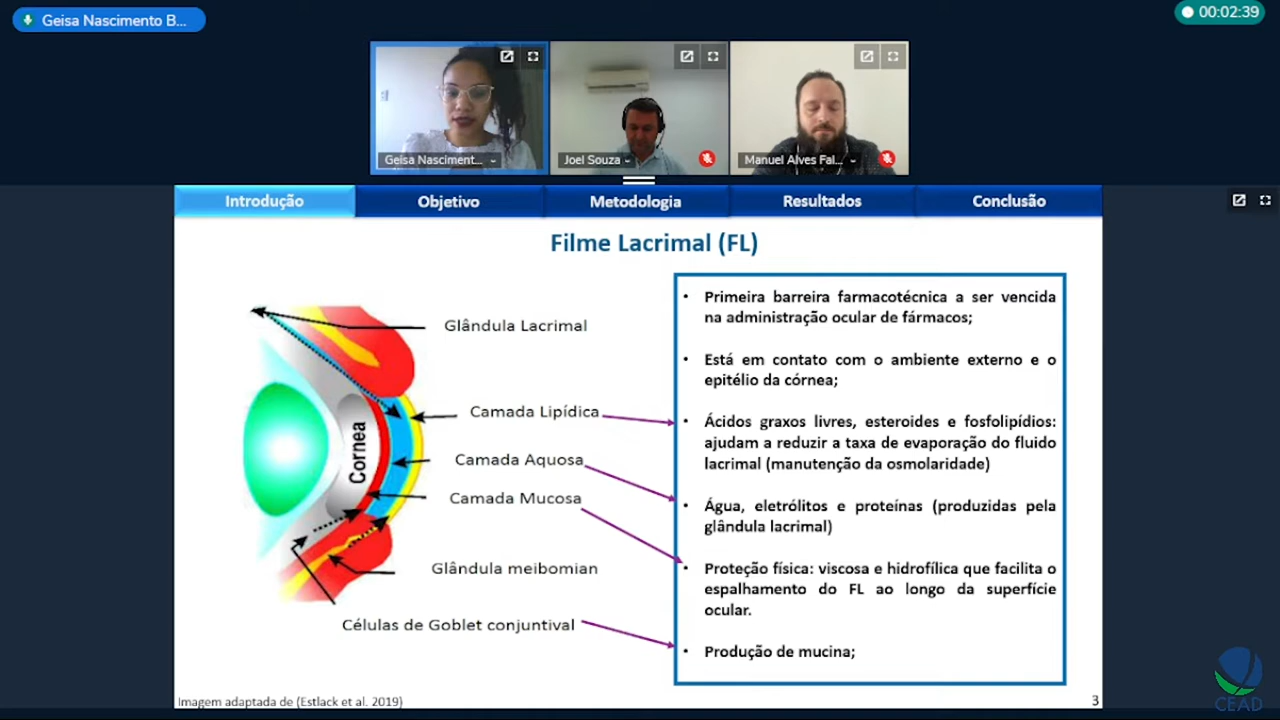 Geisa Nascimento B...
00:02:39
Geisa Nasciment...
Joel Souza
Manuel Alves Fal...
Introdução
Objetivo
Metodologia
Resultados
Conclusão
Filme Lacrimal (FL)
Glândula Lacrimal
Camada Lipídica
Camada Aquosa
Camada Mucosa
Glândula meibomian
Células de Goblet conjuntival
Cornea
• Primeira barreira farmacotécnica a ser vencida
na administração ocular de fármacos;
• Está em contato com o ambiente externo e o
epitélio da córnea;
• Ácidos graxos livres, esteroides e fosfolipídios:
ajudam a reduzir a taxa de evaporação do fluido
lacrimal (manutenção da osmolaridade)
• Água, eletrólitos e proteínas (produzidas pela
glândula lacrimal)
• Proteção física: viscosa e hidrofílica que facilita o
espalhamento do FL ao longo da superfície
ocular.
• Produção de mucina;
Imagem adaptada de (Estlack et al. 2019)
3
CEAD